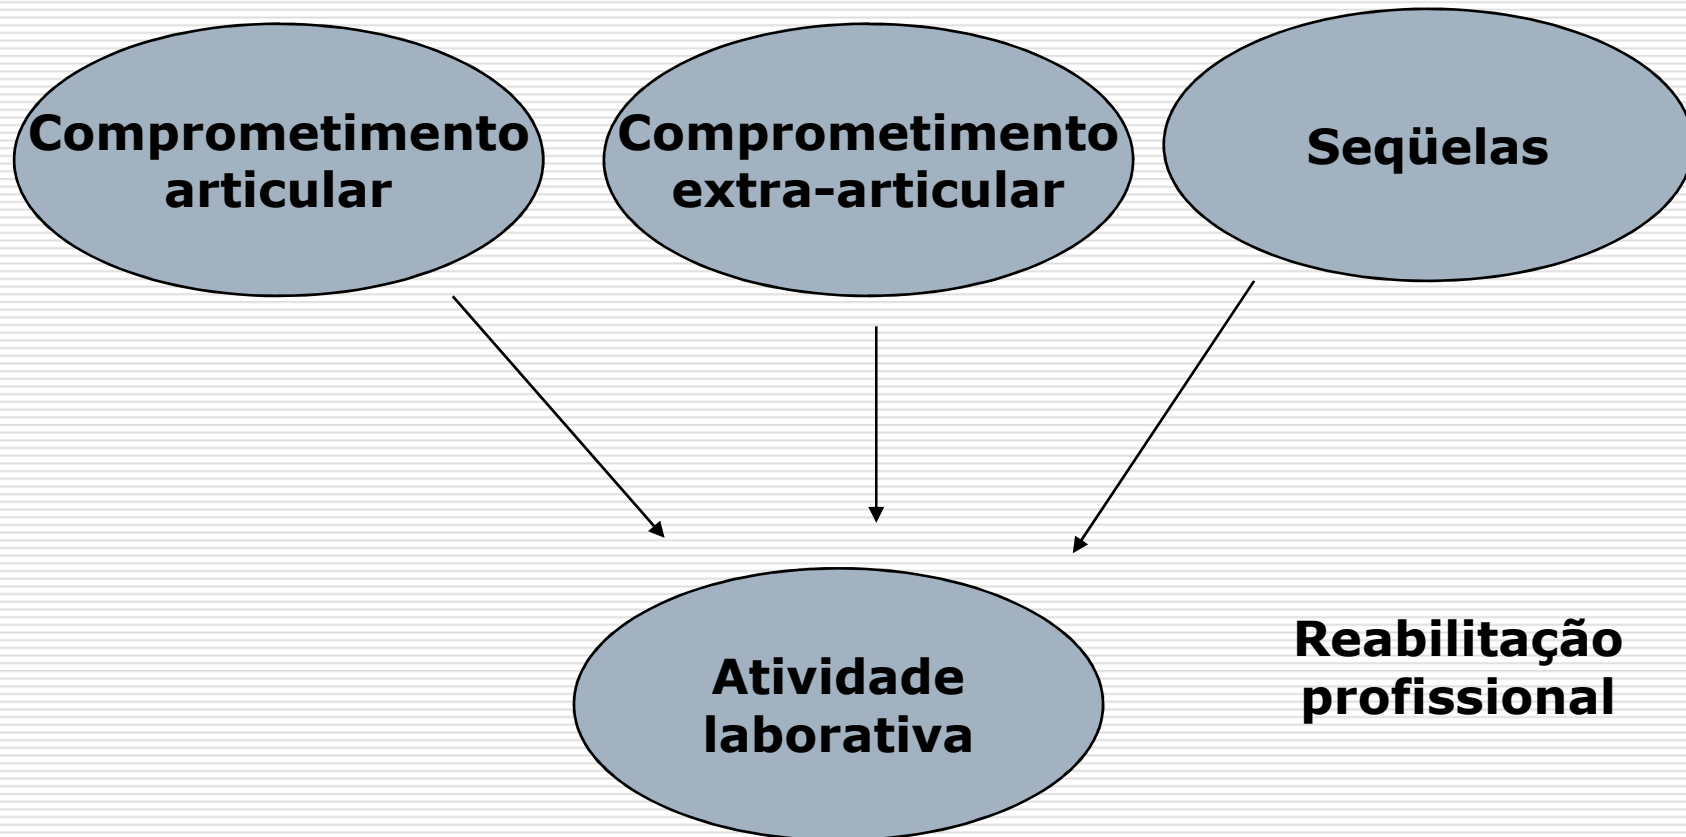 Comprometimento
articular
Comprometimento
extra-articular
Seqüelas
Atividade
laborativa
Reabilitação
profissional